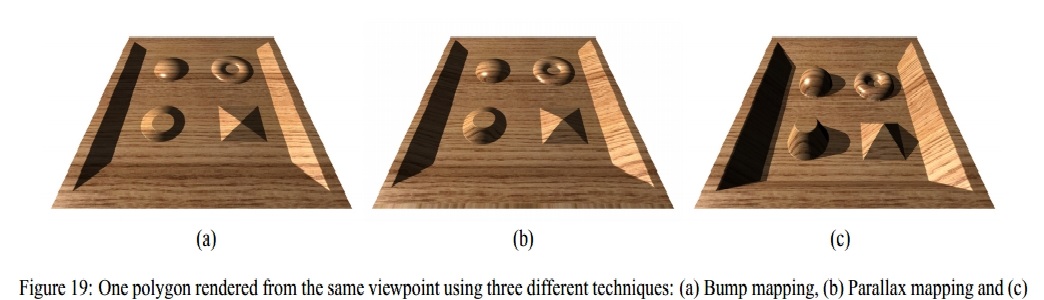 (a) (b) (c)
Figure 19: One polygon rendered from the same viewpoint using three different techniques: (a) Bump mapping, (b) Parallax mapping and (c)